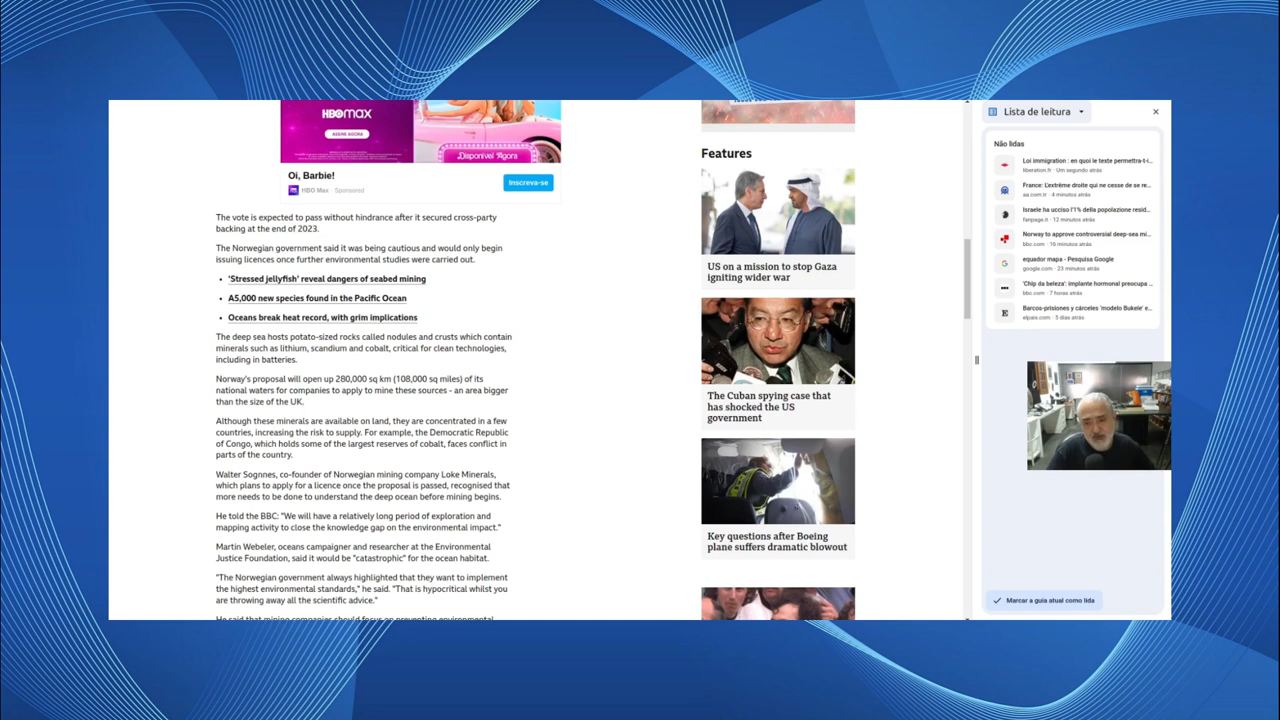 HBOmax
ASSINE AGORA
Disponível Agora
Oi, Barbie!
HBO Max · Sponsored
Inscreva-se
The vote is expected to pass without hindrance after it secured cross-party
backing at the end of 2023.
The Norwegian government said it was being cautious and would only begin
issuing licences once further environmental studies were carried out.
• 'Stressed jellyfish' reveal dangers of seabed mining
• A5,000 new species found in the Pacific Ocean
• Oceans break heat record, with grim implications
The deep sea hosts potato-sized rocks called nodules and crusts which contain
minerals such as lithium, scandium and cobalt, critical for clean technologies,
including in batteries.
Norway's proposal will open up 280,000 sq km (108,000 sq miles) of its
national waters for companies to apply to mine these sources - an area bigger
than the size of the UK.
Although these minerals are available on land, they are concentrated in a few
countries, increasing the risk to supply. For example, the Democratic Republic
of Congo, which holds some of the largest reserves of cobalt, faces conflict in
parts of the country.
Walter Sognnes, co-founder of Norwegian mining company Loke Minerals,
which plans to apply for a licence once the proposal is passed, recognised that
more needs to be done to understand the deep ocean before mining begins.
He told the BBC: "We will have a relatively long period of exploration and
mapping activity to close the knowledge gap on the environmental impact."
Martin Webeler, oceans campaigner and researcher at the Environmental
Justice Foundation, said it would be "catastrophic" for the ocean habitat.
"The Norwegian government always highlighted that they want to implement
the highest environmental standards," he said. "That is hypocritical whilst you
are throwing away all the scientific advice."
He said that mining companies should focus on preventing environmental
Features
US on a mission to stop Gaza
igniting wider war
The Cuban spying case that
has shocked the US
government
Key questions after Boeing
plane suffers dramatic blowout
Lista de leitura
Não lidas
Loi immigration : en quoi le texte permettra-t-i...
liberation.fr · Um segundo atrás
France: L'extrême droite qui ne cesse de se re...
aa.com.tr · 4 minutos atrás
Israele ha ucciso l'1% della popolazione resid...
fanpage.it · 12 minutos atrás
Norway to approve controversial deep-sea mi...
bbc.com · 16 minutos atrás
equador mapa - Pesquisa Google
google.com · 23 minutos atrás
'Chip da beleza': implante hormonal preocupa ...
bbc.com · 7 horas atrás
E
Barcos-prisiones y cárceles 'modelo Bukele' e...
elpais.com · 5 dias atrás
Marcar a guia atual como lida